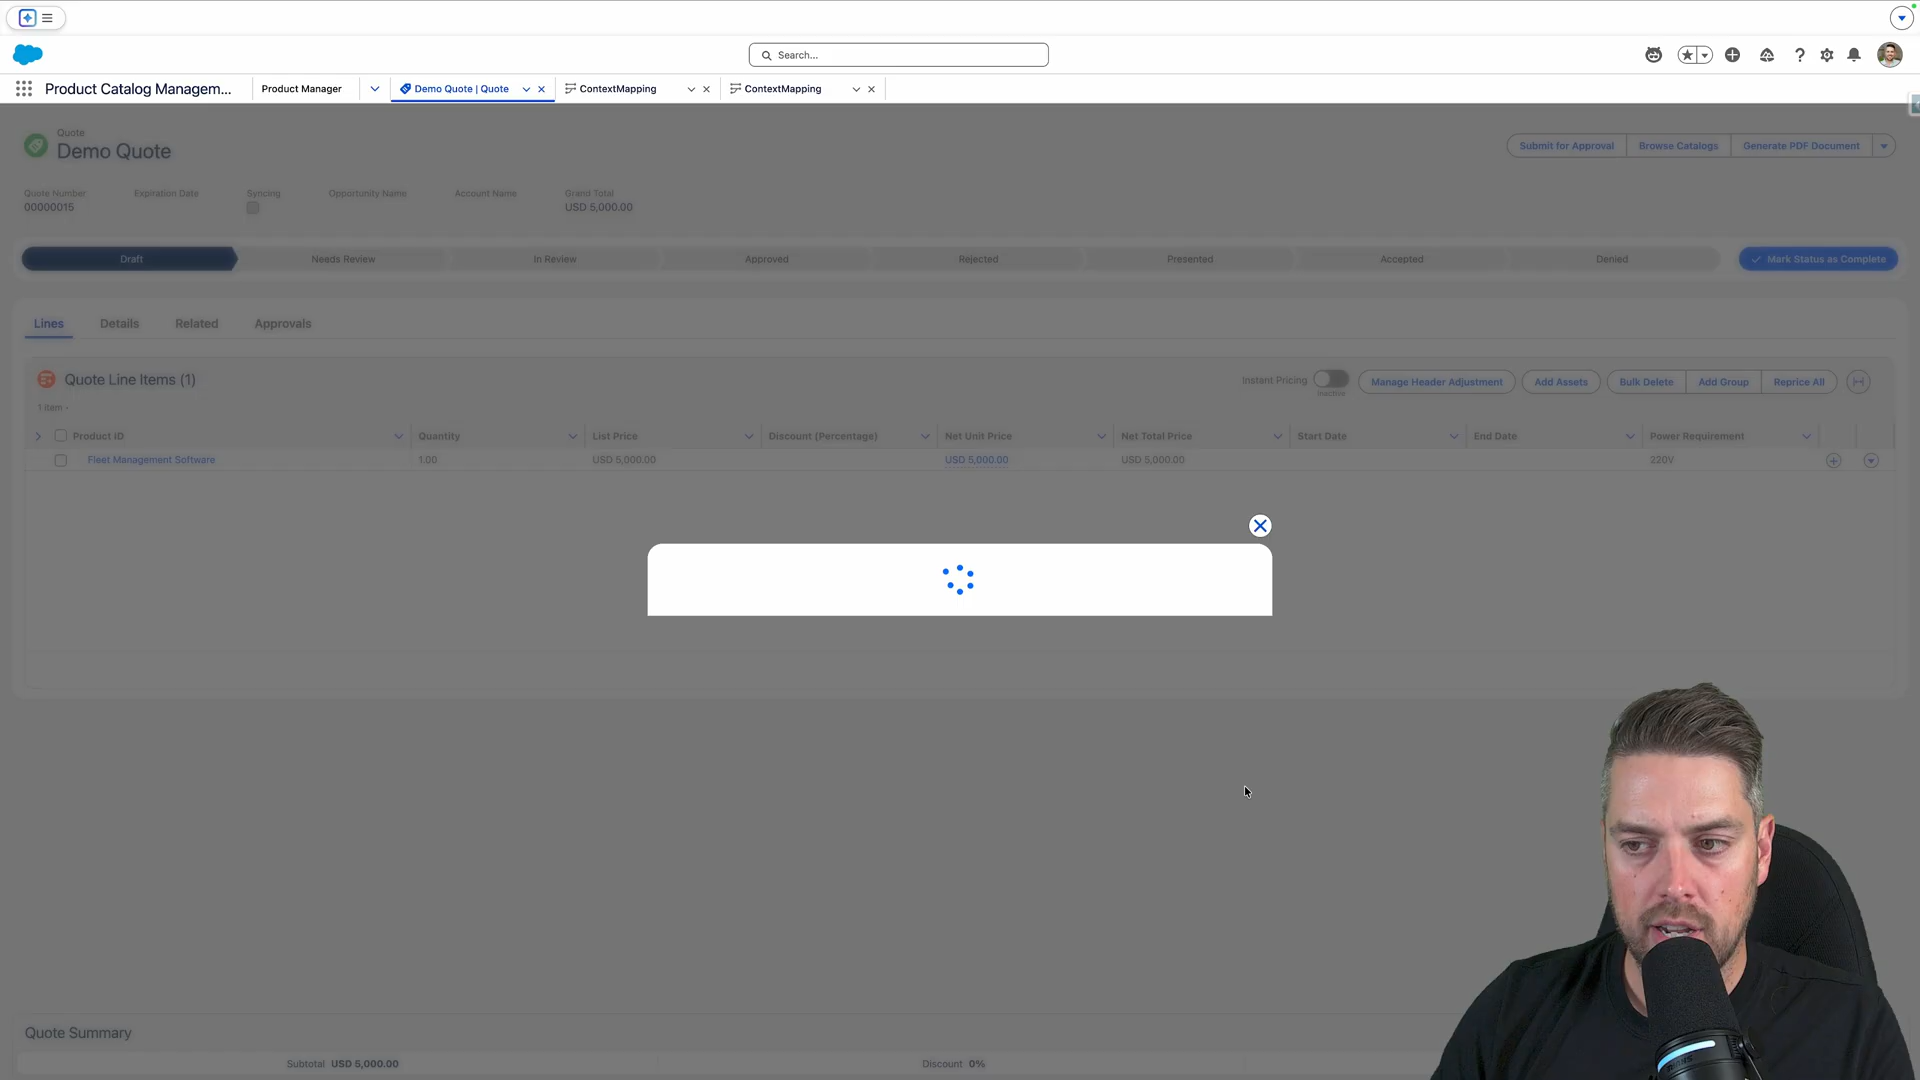 Search...
Product Catalog Managem...
Product Manager
Demo Quote | Quote
ContextMapping
ContextMapping
Quote
Demo Quote
Submit for Approval
Browse Catalogs
Generate PDF Document
Quote Number
Expiration Date
Syncing
Opportunity Name
Account Name
Grand Total
00000015
USD 5,000.00
Draft
Needs Review
In Review
Approved
Rejected
Presented
Accepted
Denied
Mark Status as Complete
Lines
Details
Related
Approvals
Quote Line Items (1)
Instant Pricing
Inactive
Manage Header Adjustment
Add Assets
Bulk Delete
Add Group
Reprice All
1 item •
Product ID
Quantity
List Price
Discount (Percentage)
Net Unit Price
Net Total Price
Start Date
End Date
Power Requirement
Fleet Management Software
1.00
USD 5,000.00
USD 5,000.00
USD 5,000.00
220V
Quote Summary
Subtotal USD 5,000.00
Discount 0%